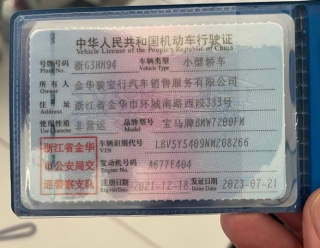 中华人民共和国机动车行驶证
Vehicle License of the People's Republic of China
号牌号码 浙G3HH94 车辆类型 小型轿车
Plate No. Vehicle Type
所有人 金华骏宝行汽车销售服务有限公司
Owner
住址 浙江省金华市环城南路西段333号
Address
使用性质 非营运 品牌型号 宝马牌BMW7200FM
Use Character Model
浙江省金华
市公安局交
通警察支队
车辆识别代号 LBV5Y5409NMZ08266
VIN
发动机号码 A677E404
Engine No.
注册日期 2021-12-16 发证日期 2023-07-21
Register Date Issue Date